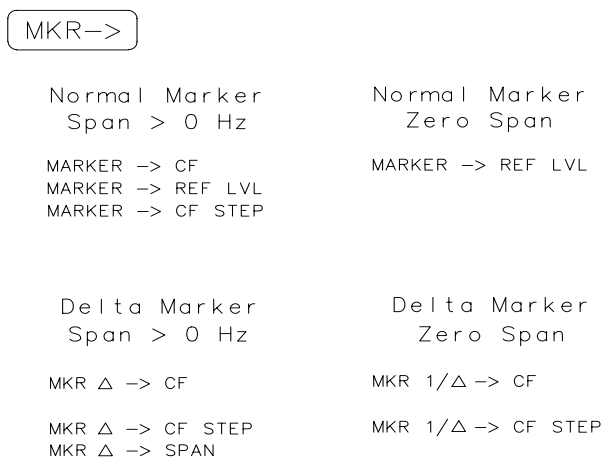 MKR->
Normal Marker
Span > 0 Hz
MARKER -> CF
MARKER -> REF LVL
MARKER -> CF STEP
Normal Marker
Zero Span
MARKER -> REF LVL
Delta Marker
Span > 0 Hz
MKR △ -> CF
MKR △ -> CF STEP
MKR △ -> SPAN
Delta Marker
Zero Span
MKR 1/△ -> CF
MKR 1/△ -> CF STEP